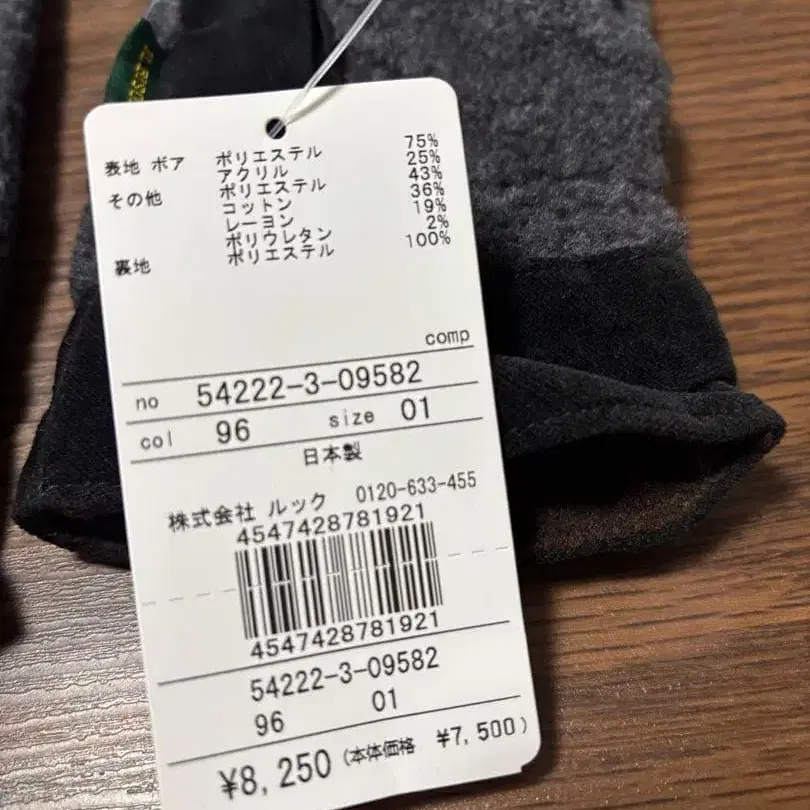 表地 ボア ポリエステル 75%
アクリル 25%
その他 ポリエステル 43%
コットン 36%
レーヨン 19%
ポリウレタン 2%
裏地 ポリエステル 100%
comp
no 54222-3-09582
col 96 size 01
日本製
株式会社 ルック 0120-633-455
4547428781921
4547428781921
54222-3-09582
96 01
¥8,250 (本体価格 ¥7,500)